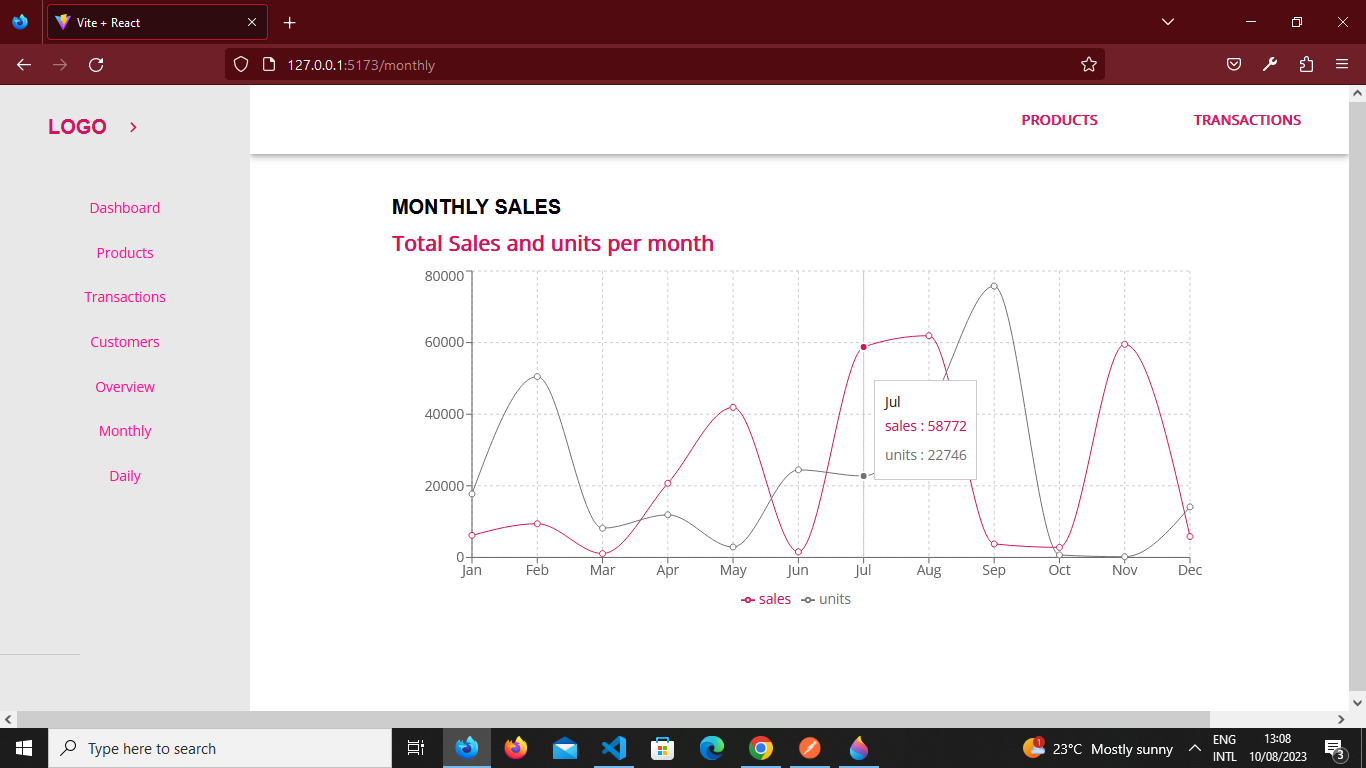 Vite + React
127.0.0.1:5173/monthly
LOGO
PRODUCTS
TRANSACTIONS
Dashboard
Products
Transactions
Customers
Overview
Monthly
Daily
MONTHLY SALES
Total Sales and units per month
80000
60000
40000
20000
0
Jan Feb Mar Apr May Jun Jul Aug Sep Oct Nov Dec
Jul
sales : 58772
units : 22746
sales units
Type here to search
1
23°C Mostly sunny
ENG
INTL
13:08
10/08/2023
3